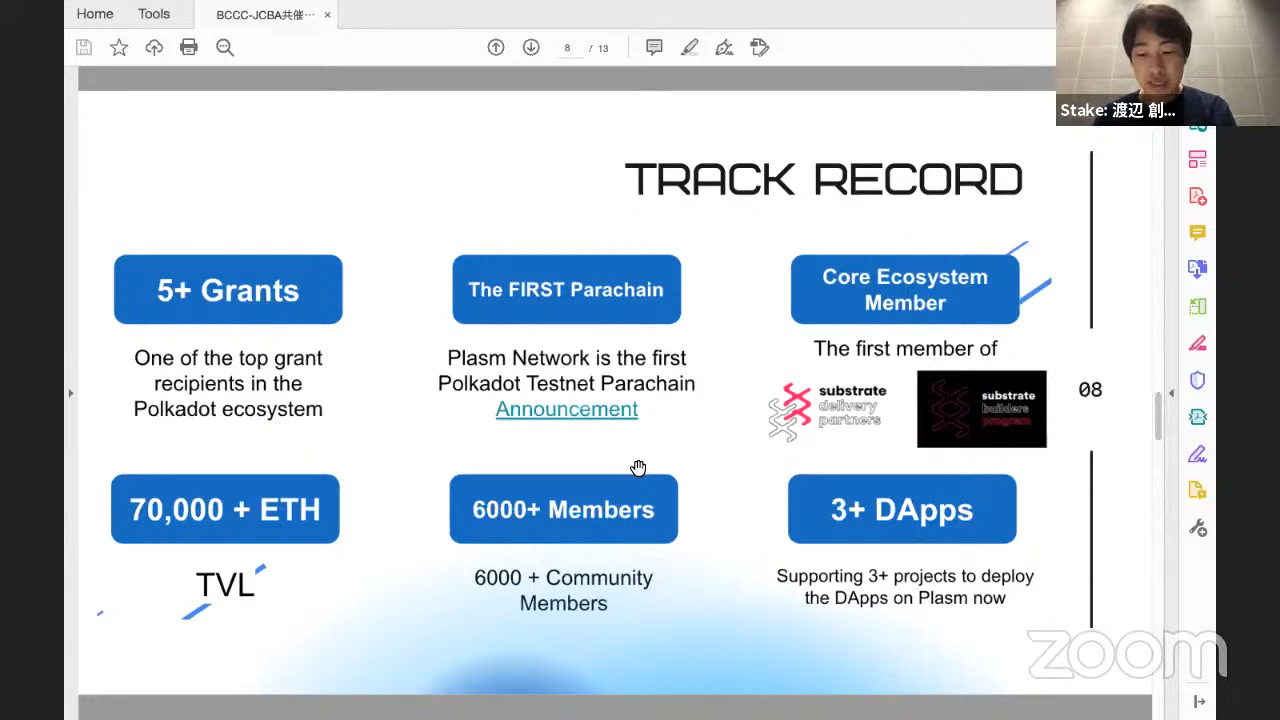 Home
Tools
BCCC-JCBA共催…
8 / 13
Stake: 渡辺 創...
TRACK RECORD
5+ Grants
One of the top grant
recipients in the
Polkadot ecosystem
The FIRST Parachain
Plasm Network is the first
Polkadot Testnet Parachain
Announcement
Core Ecosystem
Member
The first member of
substrate
delivery
partners
substrate
builders
program
08
70,000 + ETH
TVL
6000+ Members
6000 + Community
Members
3+ DApps
Supporting 3+ projects to deploy
the DApps on Plasm now
zoom